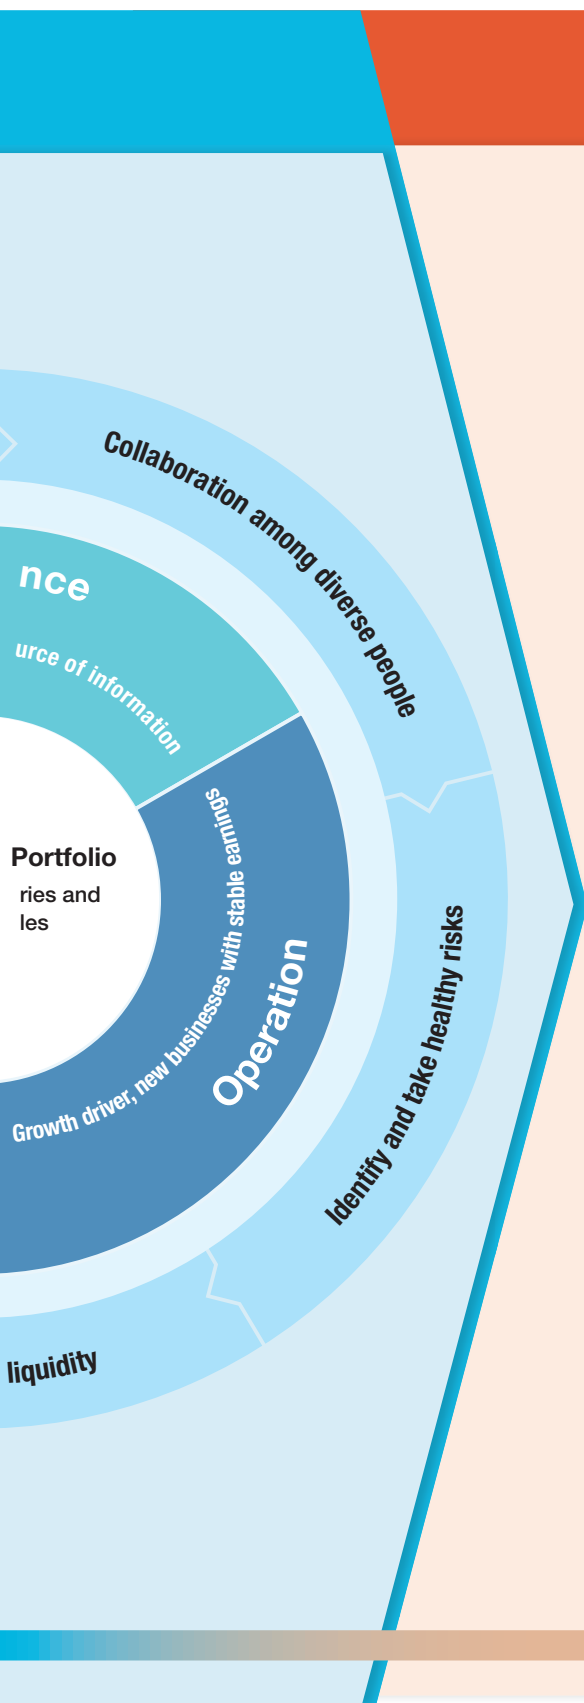 Collaboration among diverse people
nce
urce of information
Portfolio
ries and
les
Growth driver, new businesses with stable earnings
Operation
Identify and take healthy risks
liquidity